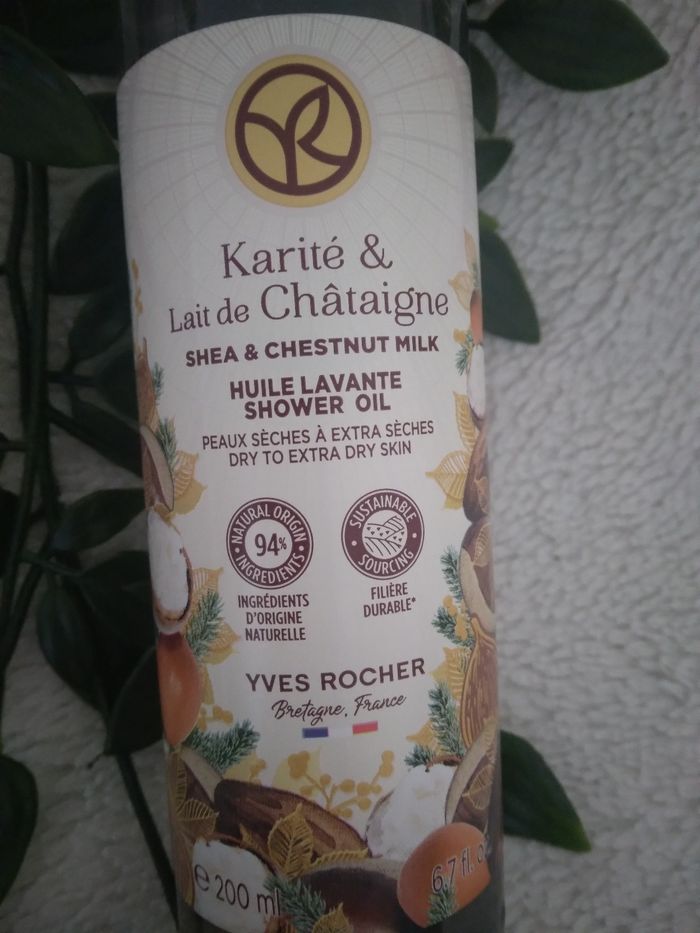 Karité &
Lait de Châtaigne
SHEA & CHESTNUT MILK
HUILE LAVANTE
SHOWER OIL
PEAUX SÈCHES À EXTRA SÈCHES
DRY TO EXTRA DRY SKIN
NATURAL ORIGIN
94%
INGREDIENTS
INGRÉDIENTS
D'ORIGINE
NATURELLE
SUSTAINABLE
SOURCING
FILIÈRE
DURABLE*
YVES ROCHER
Bretagne, France
e 200 ml
6,7 fl.